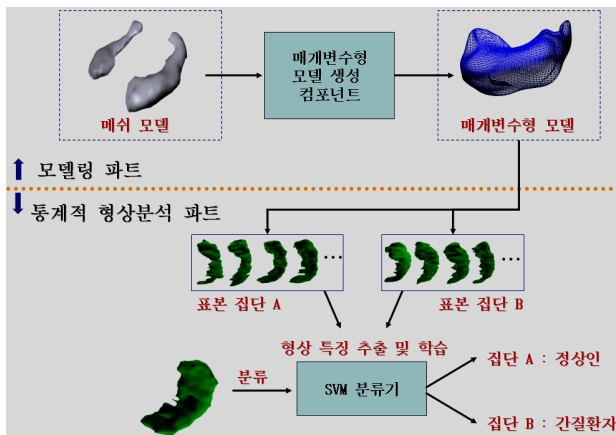 매개변수형
모델 생성
컴포넌트
메쉬 모델
매개변수형 모델
모델링 파트
통계적 형상분석 파트
...
...
표본 집단 A
표본 집단 B
형상 특징 추출 및 학습
분류
SVM 분류기
집단 A : 정상인
집단 B : 간질환자